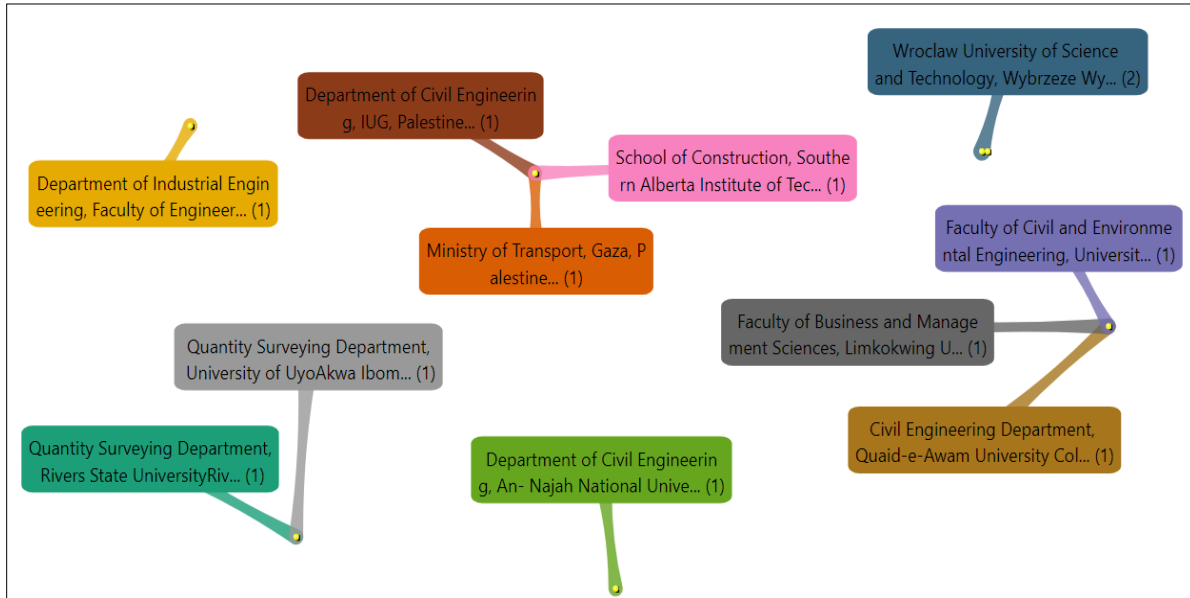 Wroclaw University of Science
and Technology, Wybrzeze Wy... (2)
Department of Civil Engineerin
g, IUG, Palestine... (1)
School of Construction, Southe
rn Alberta Institute of Tec... (1)
Department of Industrial Engin
eering, Faculty of Engineer... (1)
Ministry of Transport, Gaza, P
alestine... (1)
Faculty of Civil and Environme
ntal Engineering, Universit... (1)
Faculty of Business and Manage
ment Sciences, Limkokwing U... (1)
Quantity Surveying Department,
University of UyoAkwa Ibom... (1)
Civil Engineering Department,
Quaid-e-Awam University Col... (1)
Quantity Surveying Department,
Rivers State UniversityRiv... (1)
Department of Civil Engineerin
g, An- Najah National Unive... (1)